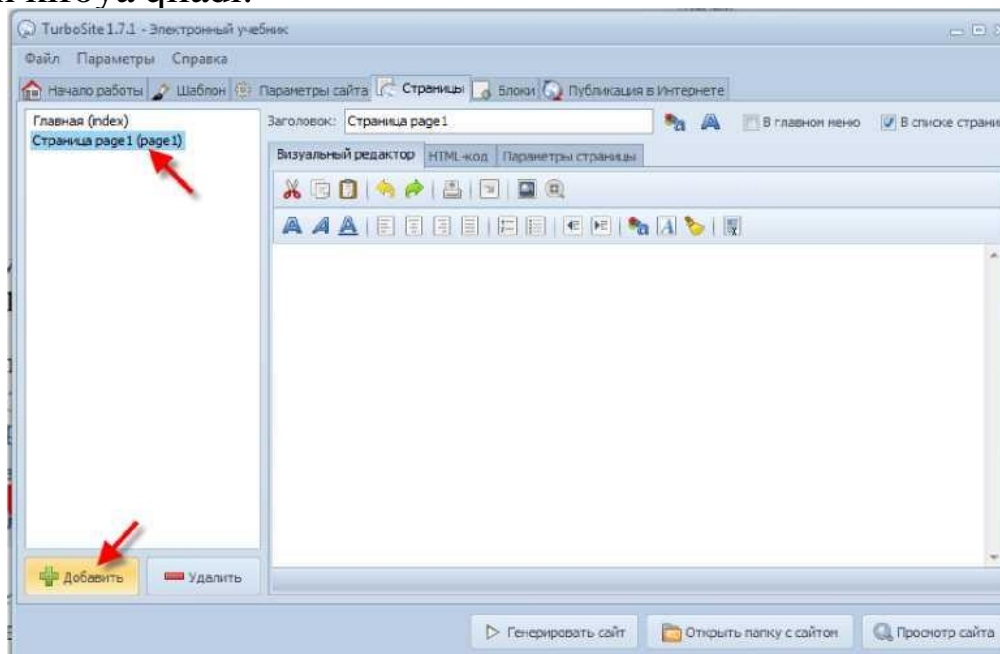 qiladi.
TurboSite 1.7.1 - Электронный учебник
Файл Параметры Справка
Начало работы Шаблон Параметры сайта Страницы Блоки Публикация в Интернете
Главная (index)
Страница page1 (page1)
Заголовок: Страница page1 В главном меню В списке страни
Визуальный редактор HTML-код Параметры страницы
Добавить Удалить
Генерировать сайт Открыть папку с сайтом Просмотр сайта